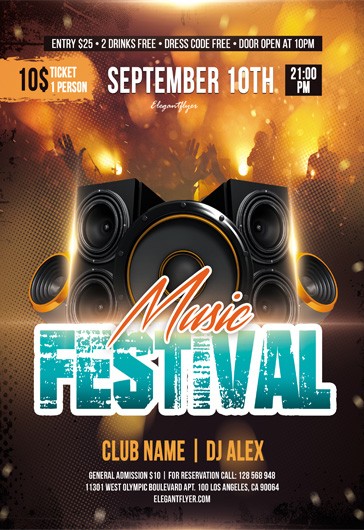 ENTRY $25 • 2 DRINKS FREE • DRESS CODE FREE • DOOR OPEN AT 10PM
10$ TICKET
1 PERSON
SEPTEMBER 10TH
21:00
PM
Elegantflyer
Music
FESTIVAL
CLUB NAME | DJ ALEX
GENERAL ADMISSION $10 | FOR RESERVATION CALL: 128 568 948
11301 WEST OLYMPIC BOULEVARD APT. 100 LOS ANGELES, CA 90064
ELEGANTFLYER.COM